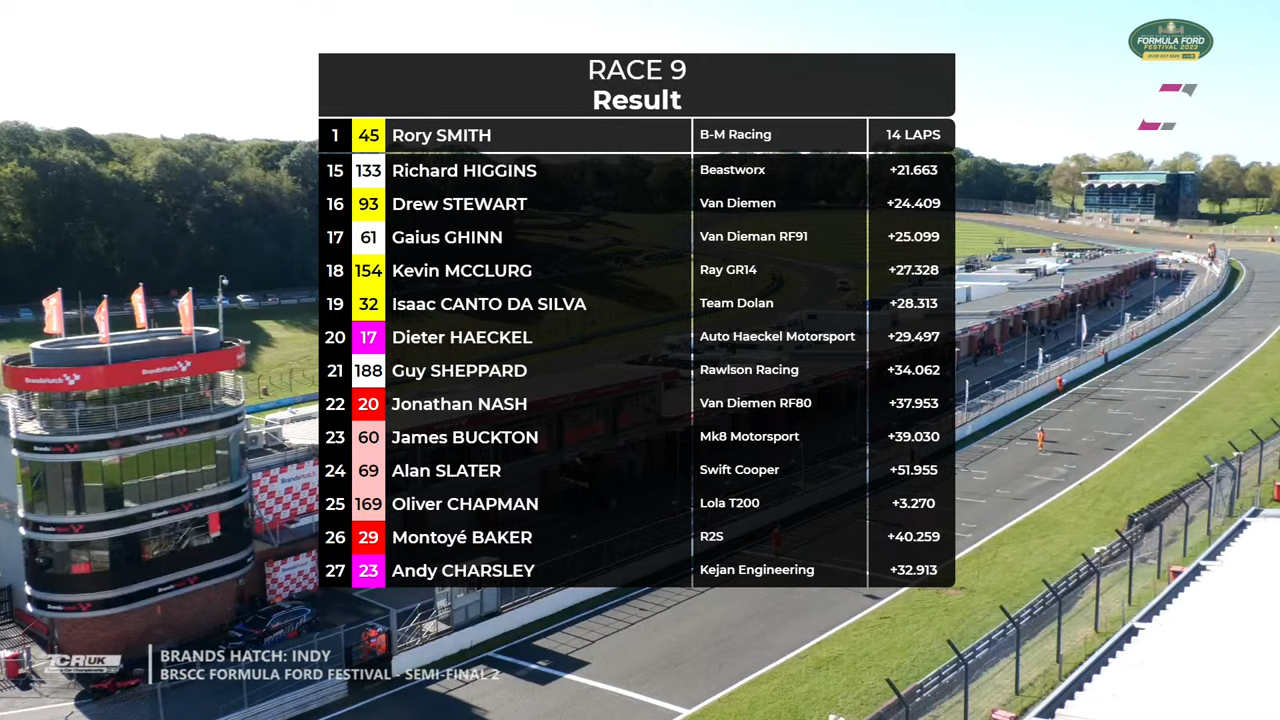 FORMULA FORD
FESTIVAL 2023
RACE 9
Result
1 45 Rory SMITH B-M Racing 14 LAPS
15 133 Richard HIGGINS Beastworx +21.663
16 93 Drew STEWART Van Diemen +24.409
17 61 Gaius GHINN Van Dieman RF91 +25.099
18 154 Kevin MCCLURG Ray GR14 +27.328
19 32 Isaac CANTO DA SILVA Team Dolan +28.313
20 17 Dieter HAECKEL Auto Haeckel Motorsport +29.497
21 188 Guy SHEPPARD Rawlson Racing +34.062
22 20 Jonathan NASH Van Diemen RF80 +37.953
23 60 James BUCKTON Mk8 Motorsport +39.030
24 69 Alan SLATER Swift Cooper +51.955
25 169 Oliver CHAPMAN Lola T200 +3.270
26 29 Montoyé BAKER R2S +40.259
27 23 Andy CHARSLEY Kejan Engineering +32.913
BrandsHatch
BrandsHatch
BrandsHatch
TCR UK
BRANDS HATCH: INDY
BRSCC FORMULA FORD FESTIVAL - SEMI-FINAL 2